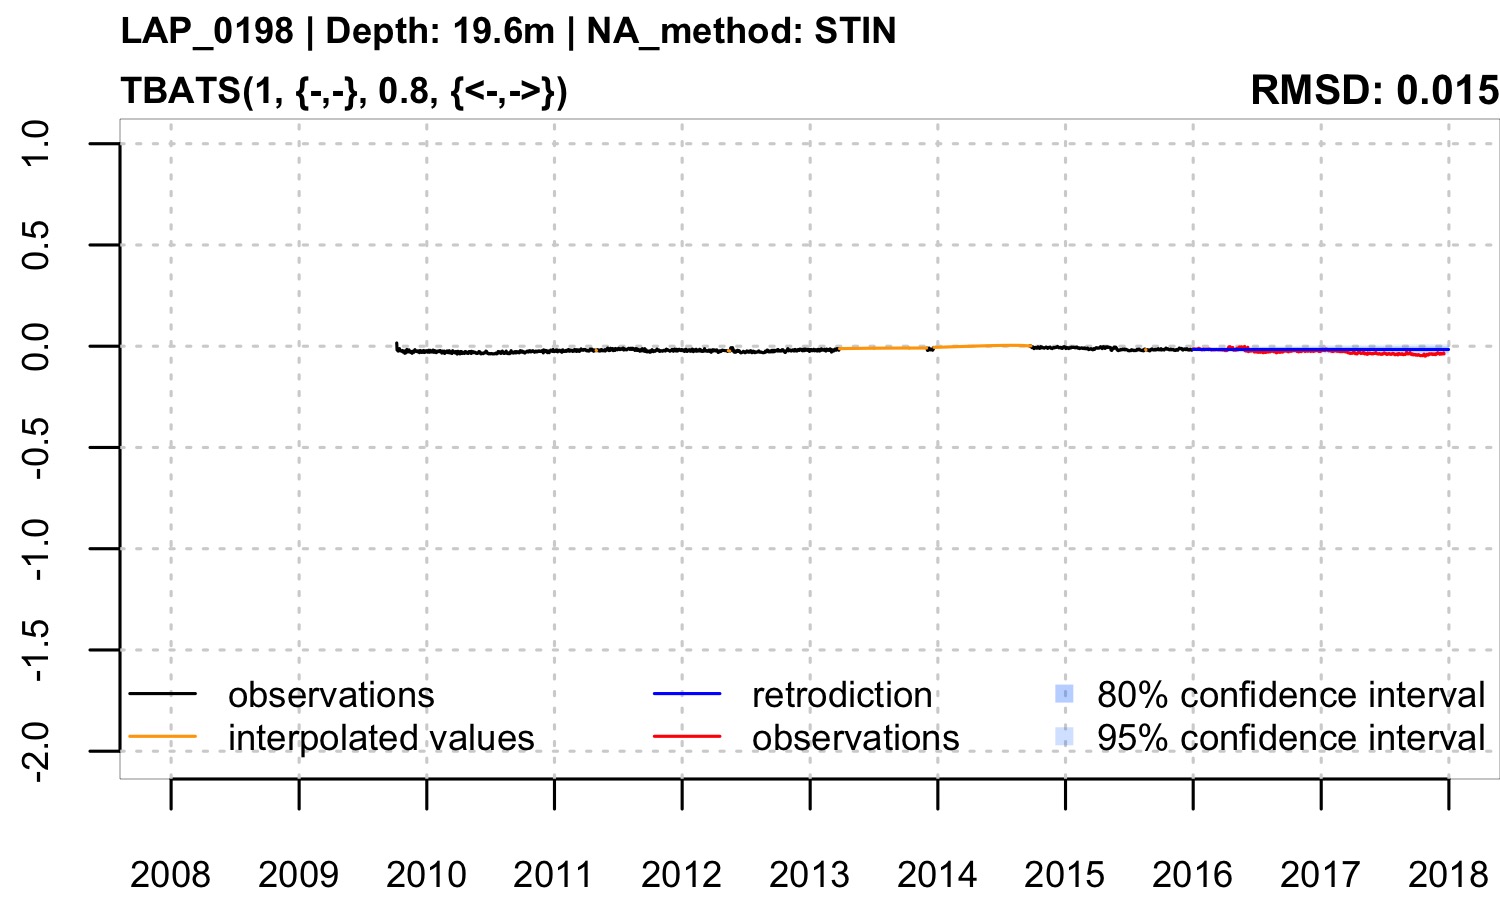 LAP_0198 | Depth: 19.6m | NA_method: STIN
TBATS(1, {-,-}, 0.8, {<-,->})
RMSD: 0.015
1.0
0.5
0.0
-0.5
-1.0
-1.5
-2.0
observations
interpolated values
retrodiction
observations
80% confidence interval
95% confidence interval
2008 2009 2010 2011 2012 2013 2014 2015 2016 2017 2018